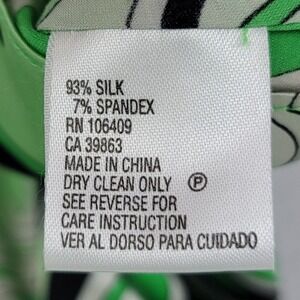 93% SILK
7% SPANDEX
RN 106409
CA 39863
MADE IN CHINA
DRY CLEAN ONLY Ⓟ
SEE REVERSE FOR
CARE INSTRUCTION
VER AL DORSO PARA CUIDADO